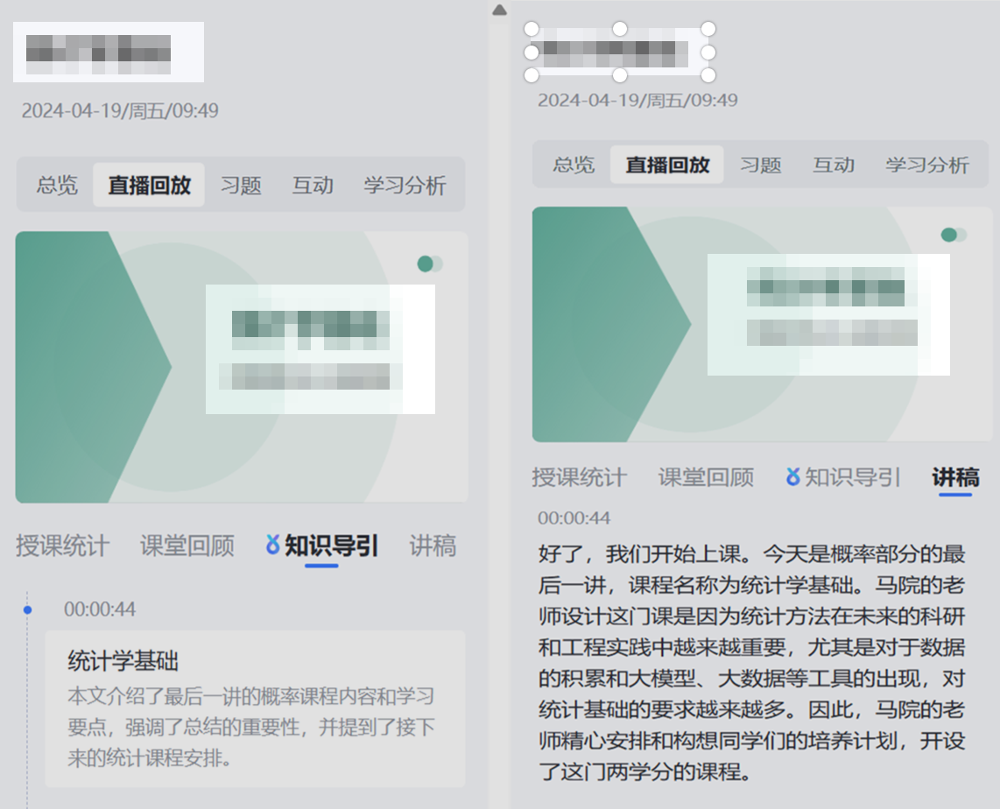 2024-04-19/周五/09:49
总览 直播回放 习题 互动 学习分析
授课统计 课堂回顾 知识导引 讲稿
00:00:44
统计学基础
本文介绍了最后一讲的概率课程内容和学习
要点，强调了总结的重要性，并提到了接下
来的统计课程安排。
2024-04-19/周五/09:49
总览 直播回放 习题 互动 学习分析
授课统计 课堂回顾 知识导引 讲稿
00:00:44
好了，我们开始上课。今天是概率部分的最
后一讲，课程名称为统计学基础。马院的老
师设计这门课是因为统计方法在未来的科研
和工程实践中越来越重要，尤其是对于数据
的积累和大模型、大数据等工具的出现，对
统计基础的要求越来越多。因此，马院的老
师精心安排和构想同学们的培养计划，开设
了这门两学分的课程。